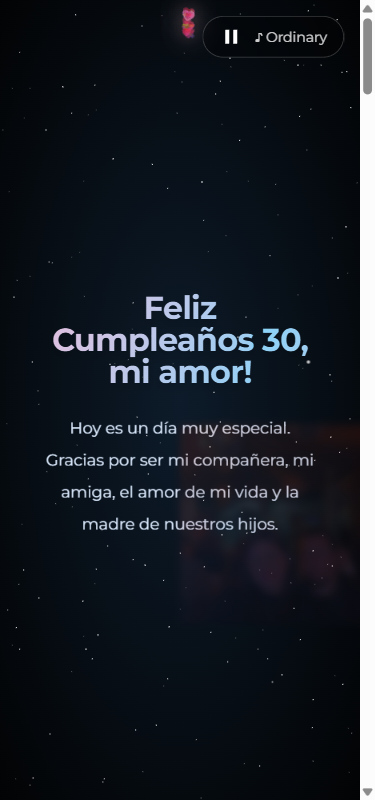 ♪ Ordinary
Feliz
Cumpleaños 30,
mi amor!
Hoy es un día muy especial.
Gracias por ser mi compañera, mi
amiga, el amor de mi vida y la
madre de nuestros hijos.